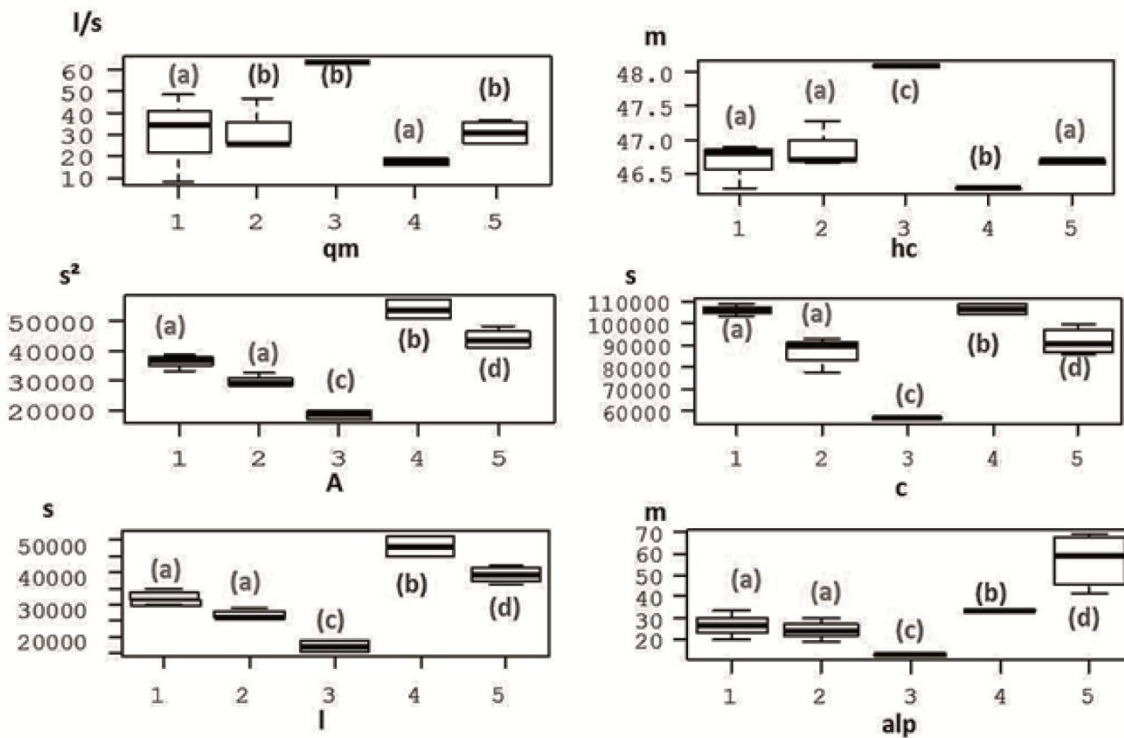 l/s
60
50
40
30
20
10
(a)
(b)
(b)
(a)
(b)
1 2 3 4 5
qm
m
48.0
47.5
47.0
46.5
(a)
(a)
(c)
(b)
(a)
1 2 3 4 5
hc
s²
50000
40000
30000
20000
(a)
(a)
(c)
(b)
(d)
1 2 3 4 5
A
s
110000
100000
90000
80000
70000
60000
(a)
(a)
(c)
(b)
(d)
1 2 3 4 5
c
s
50000
40000
30000
20000
(a)
(a)
(c)
(b)
(d)
1 2 3 4 5
l
m
70
60
50
40
30
20
(a)
(a)
(c)
(b)
(d)
1 2 3 4 5
alp